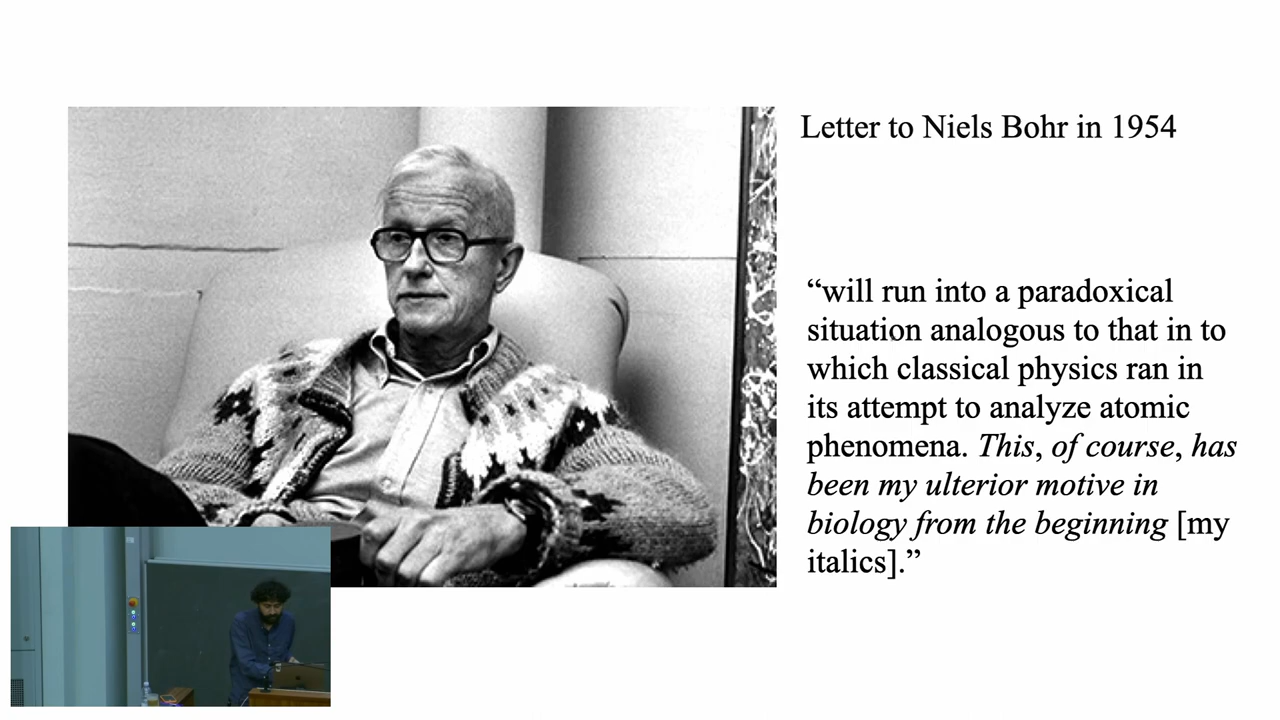 Letter to Niels Bohr in 1954
“will run into a paradoxical
situation analogous to that in to
which classical physics ran in
its attempt to analyze atomic
phenomena. This, of course, has
been my ulterior motive in
biology from the beginning [my
italics].”